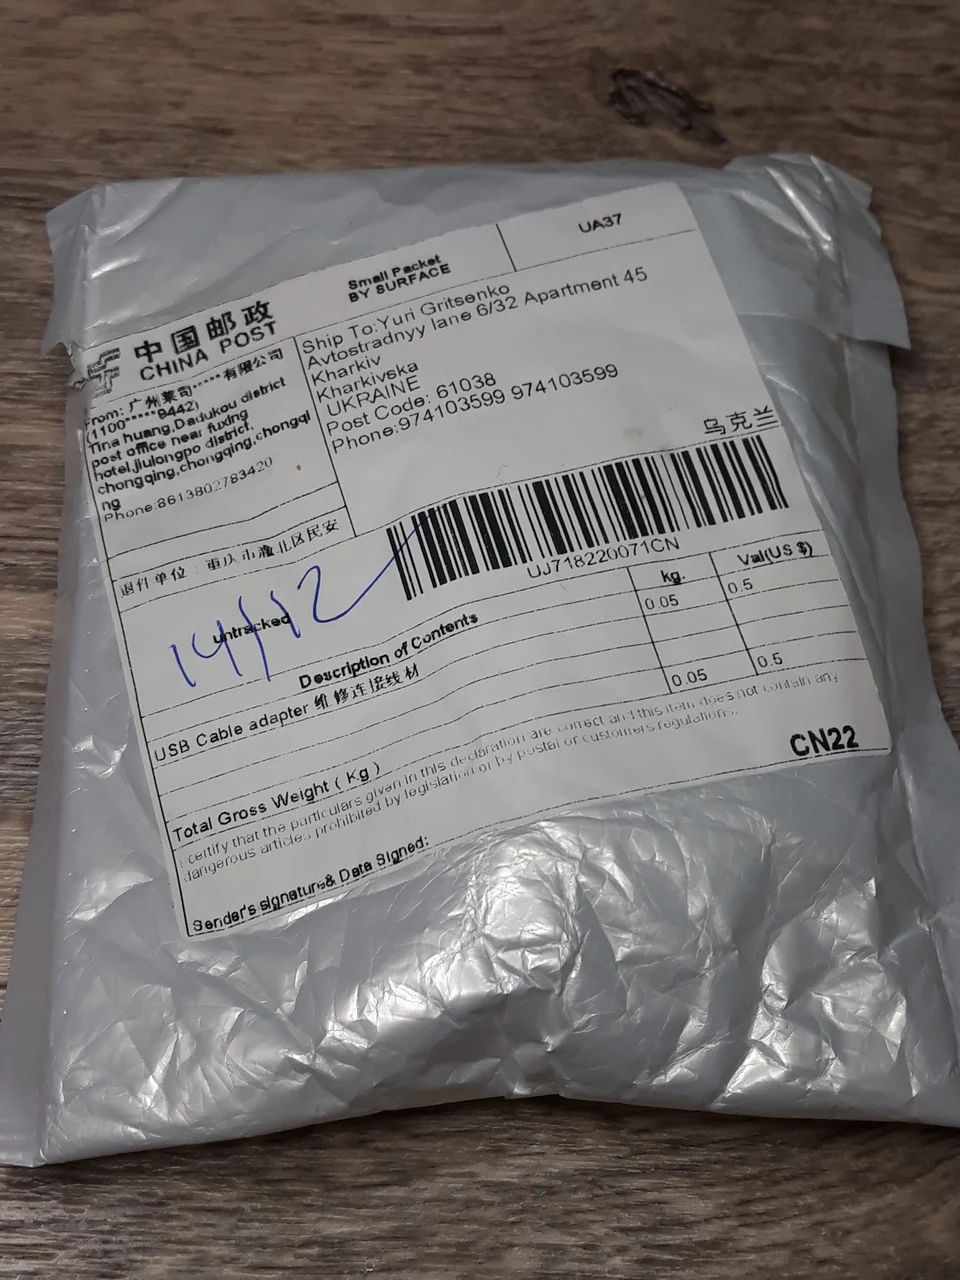 UA37
Small Packet
BY SURFACE
中国邮政
CHINA POST
From: 广州莱司*****有限公司
(1100*****9442)
Tina huang,Dadukou district
post office near fuxing
hotel,jiulongpo district,
chongqing,chongqing,chongqi
ng
Phone:8613802783420
Ship To:Yuri Gritsenko
Avtostradnyy lane 6/32 Apartment 45
Kharkiv
Kharkivska
UKRAINE
Post Code: 61038
Phone:974103599 974103599
乌克兰
退件单位: 重庆市渝北区民安
UJ718220071CN
untracked
14/12
Description of Contents kg. Val(US $)
USB Cable adapter 维修连接线材 0.05 0.5
Total Gross Weight ( Kg ) 0.05 0.5
I certify that the particulars given in this declaration are correct and this item does not contain any
dangerous articles prohibited by legislation or by postal or customers regulations..
Sender's signature& Data Signed:
CN22